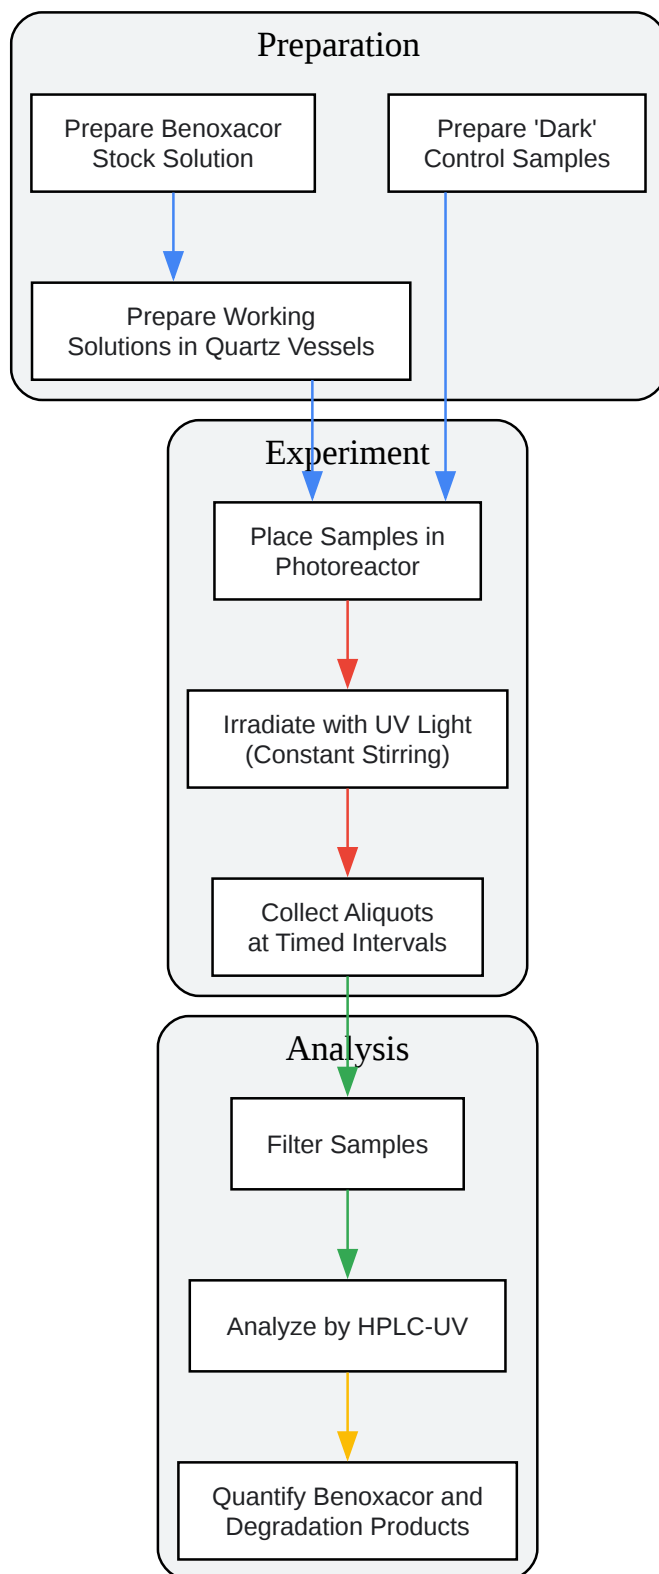 Preparation
Prepare Benoxacor
Stock Solution
Prepare 'Dark'
Control Samples
Prepare Working
Solutions in Quartz Vessels
Experiment
Place Samples in
Photoreactor
Irradiate with UV Light
(Constant Stirring)
Collect Aliquots
at Timed Intervals
Analysis
Filter Samples
Analyze by HPLC-UV
Quantify Benoxacor and
Degradation Products